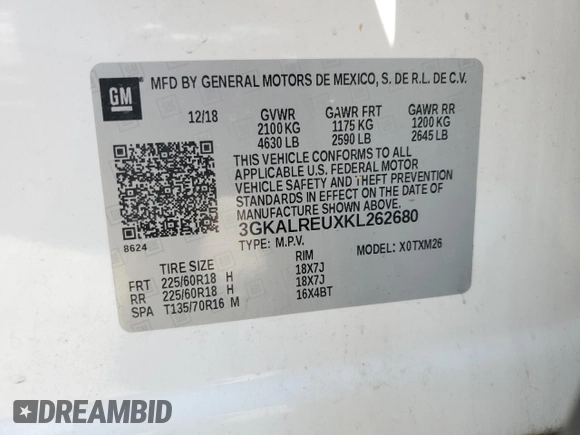 GM
MFD BY GENERAL MOTORS DE MEXICO, S. DE R.L. DE C.V.
12/18 GVWR GAWR FRT GAWR RR
2100 KG 1175 KG 1200 KG
4630 LB 2590 LB 2645 LB
THIS VEHICLE CONFORMS TO ALL
APPLICABLE U.S. FEDERAL MOTOR
VEHICLE SAFETY AND THEFT PREVENTION
STANDARDS IN EFFECT ON THE DATE OF
MANUFACTURE SHOWN ABOVE.
3GKALREUXKL262680
8624
TYPE: M.P.V. MODEL: X0TXM26
TIRE SIZE RIM
FRT 225/60R18 H 18X7J
RR 225/60R18 H 18X7J
SPA T135/70R16 M 16X4BT
DREAMBID